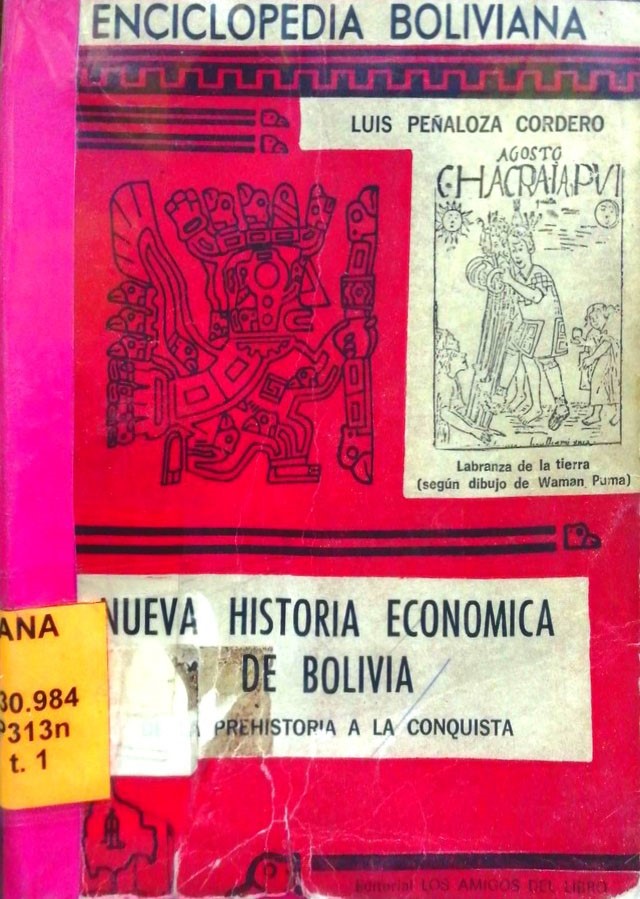 ENCICLOPEDIA BOLIVIANA
LUIS PEÑALOZA CORDERO
AGOSTO
CHACRAIAPVI
Labranza de la tierra
(según dibujo de Waman Puma)
NUEVA HISTORIA ECONOMICA
DE BOLIVIA
PREHISTORIA A LA CONQUISTA
ANA
30.984
P313n
t. 1
Editorial LOS AMIGOS DEL LIBRO